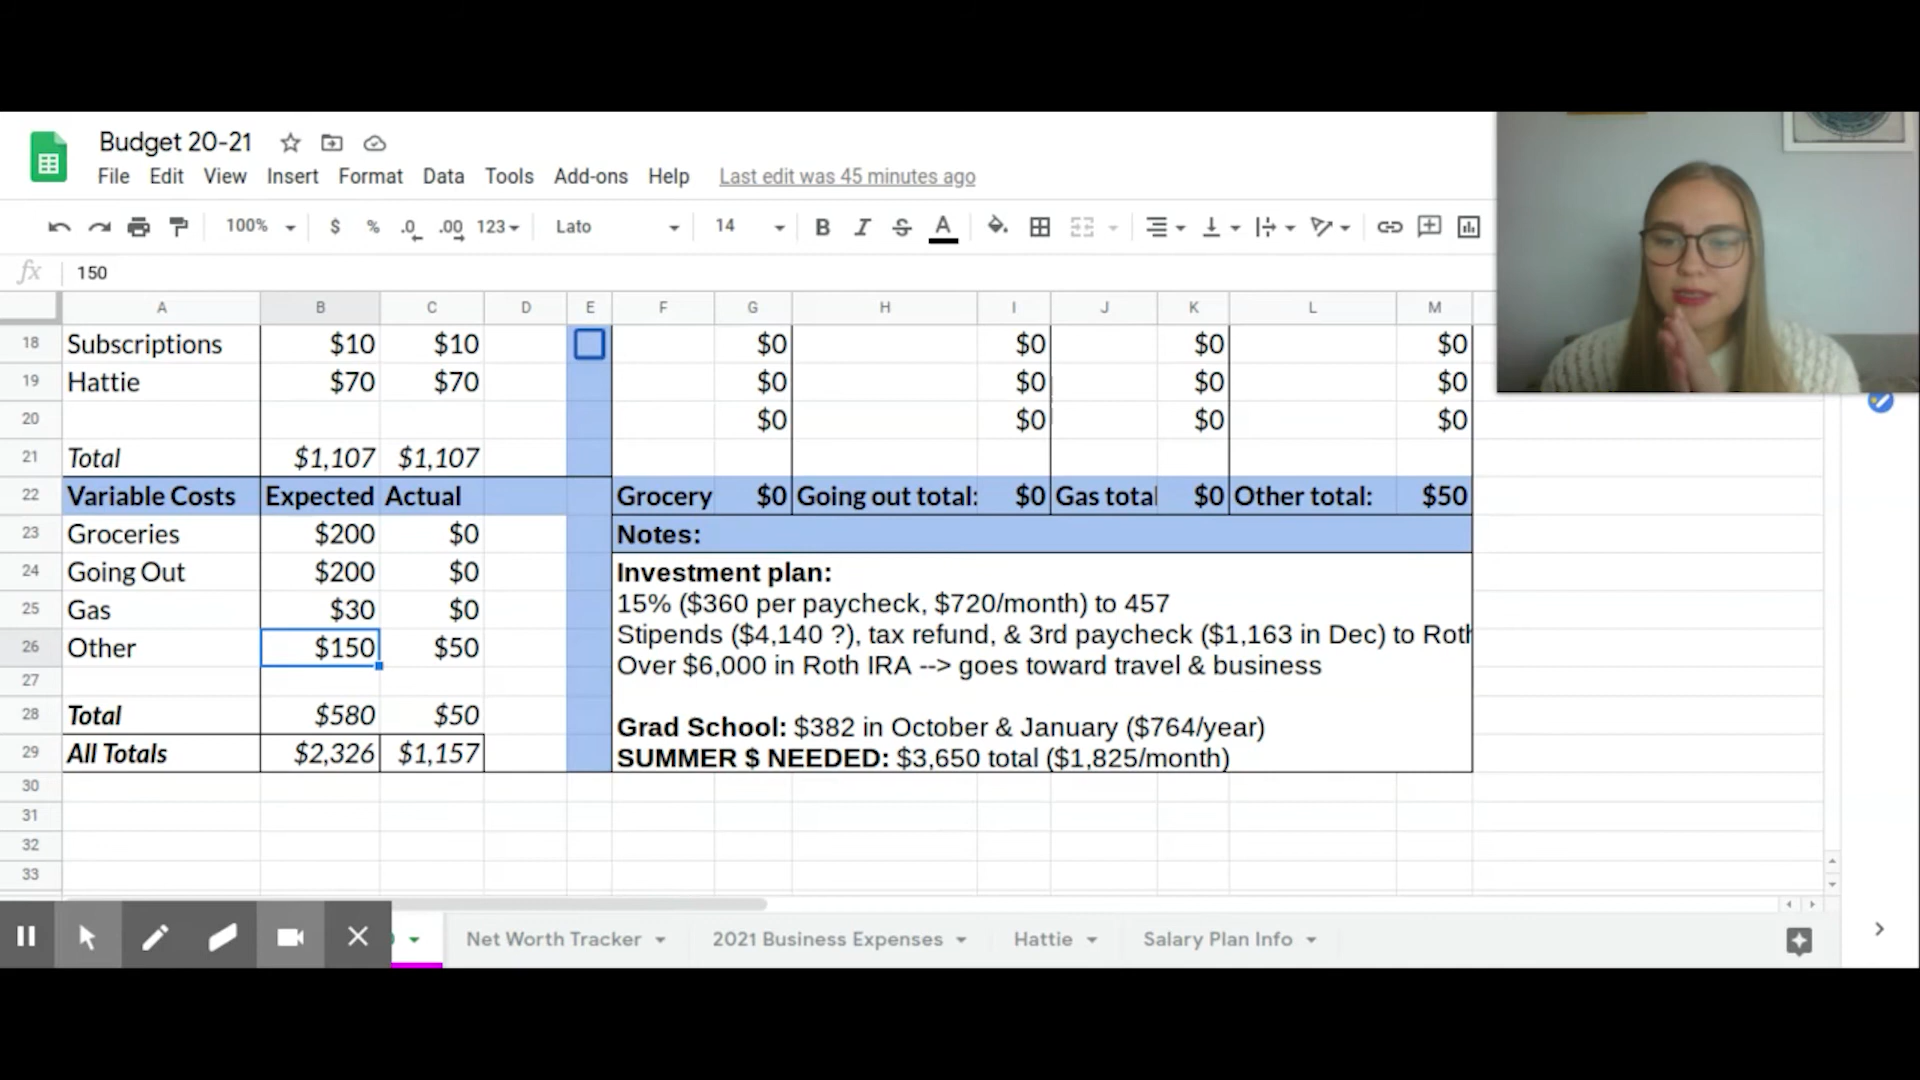 Budget 20-21
File Edit View Insert Format Data Tools Add-ons Help Last edit was 45 minutes ago
100% $ % .0 .00 123 Lato 14 B I S A
fx 150
A B C D E F G H I J K L M
18 Subscriptions $10 $10 $0 $0 $0 $0
19 Hattie $70 $70 $0 $0 $0 $0
20 $0 $0 $0 $0
21 Total $1,107 $1,107
22 Variable Costs Expected Actual Grocery $0 Going out total: $0 Gas total $0 Other total: $50
23 Groceries $200 $0 Notes:
24 Going Out $200 $0 Investment plan:
15% ($360 per paycheck, $720/month) to 457
25 Gas $30 $0
26 Other $150 $50 Stipends ($4,140 ?), tax refund, & 3rd paycheck ($1,163 in Dec) to Roth
Over $6,000 in Roth IRA --> goes toward travel & business
27
28 Total $580 $50 Grad School: $382 in October & January ($764/year)
29 All Totals $2,326 $1,157 SUMMER $ NEEDED: $3,650 total ($1,825/month)
30
31
32
33
Net Worth Tracker 2021 Business Expenses Hattie Salary Plan Info